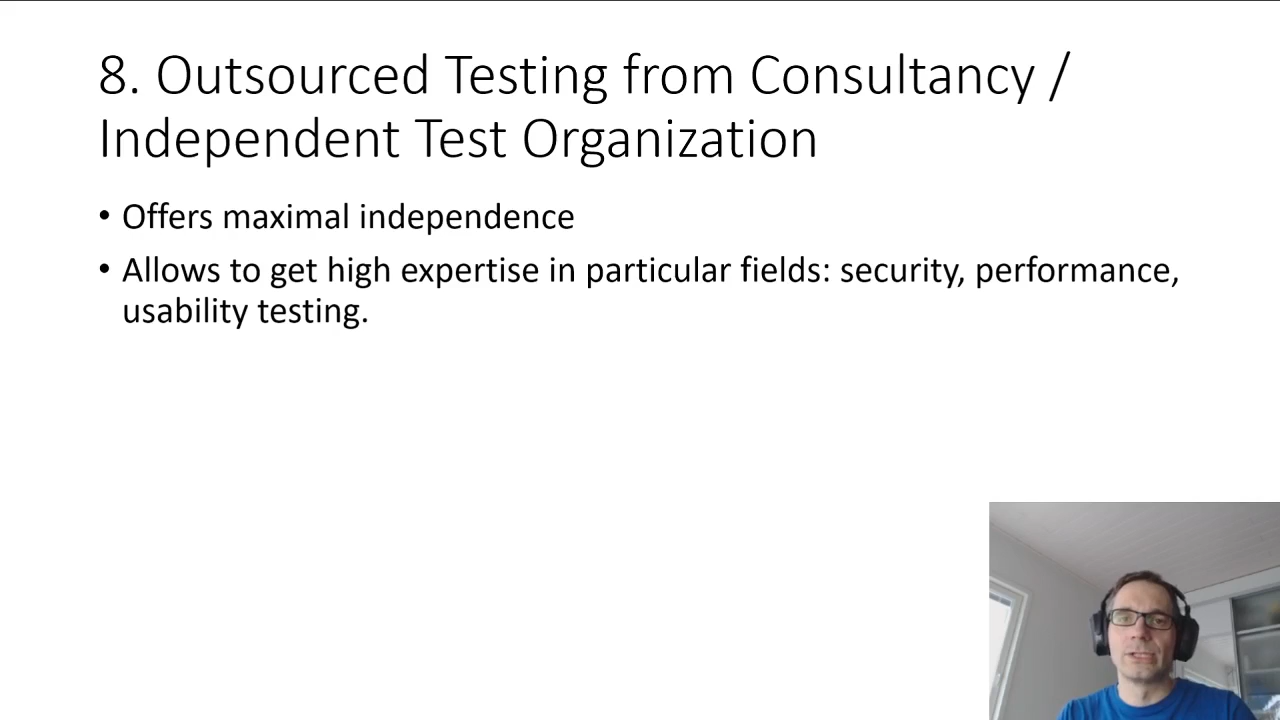 8. Outsourced Testing from Consultancy /
Independent Test Organization
• Offers maximal independence
• Allows to get high expertise in particular fields: security, performance,
usability testing.